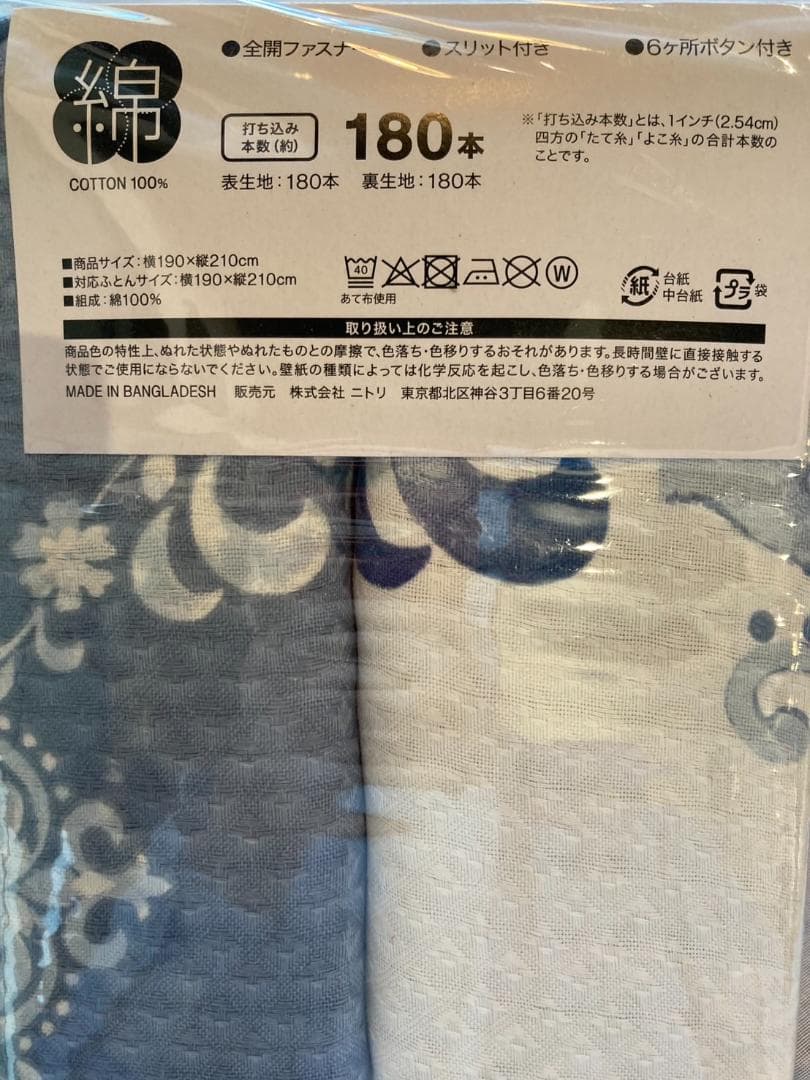 ●全開ファスナ
●スリット付き
●6ヶ所ボタン付き
綿
COTTON 100%
打ち込み
本数(約)
180本
表生地:180本 裏生地:180本
※「打ち込み本数」とは、1インチ(2.54cm)
四方の「たて糸」「よこ糸」の合計本数の
ことです。
■商品サイズ:横190×縦210cm
■対応ふとんサイズ:横190×縦210cm
■組成:綿100%
40
W
あて布使用
紙
台紙
中台紙
プラ
袋
取り扱い上のご注意
商品色の特性上、ぬれた状態やぬれたものとの摩擦で、色落ち・色移りするおそれがあります。長時間壁に直接接触する
状態でご使用にならないでください。壁紙の種類によっては化学反応を起こし、色落ち・色移りする場合がございます。
MADE IN BANGLADESH 販売元 株式会社 ニトリ 東京都北区神谷3丁目6番20号